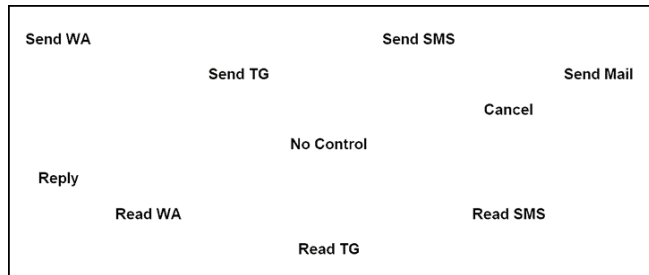 Send WA Send SMS
Send TG Send Mail
Cancel
No Control
Reply
Read WA Read SMS
Read TG